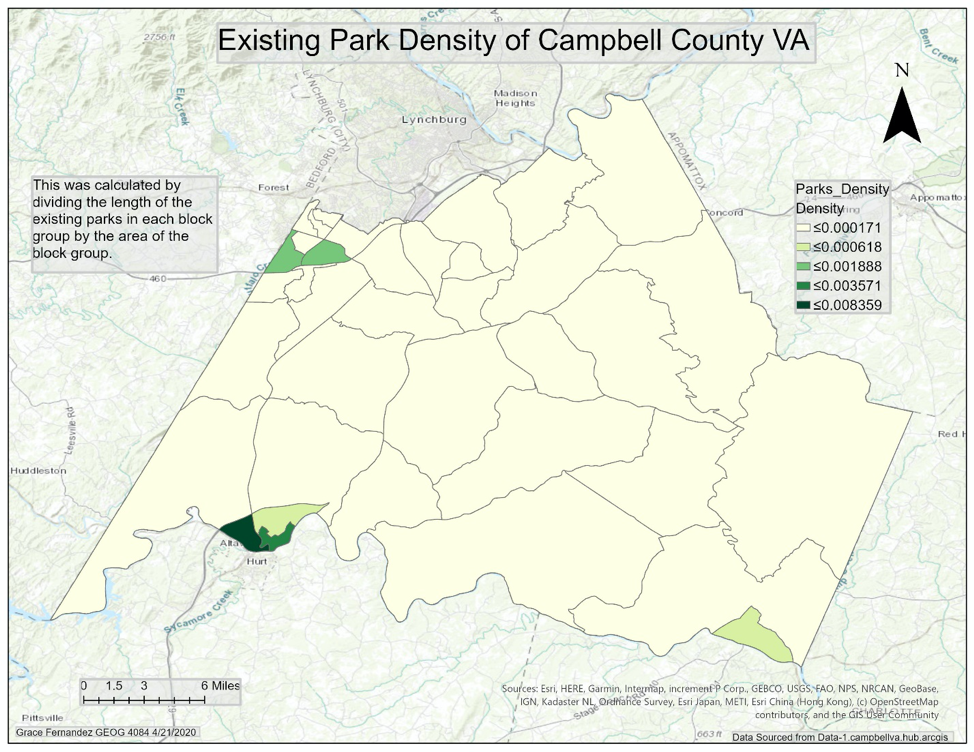 Existing Park Density of Campbell County VA
2756 ft
Bent Creek
N
Elk Creek
LYNCHBURG (CITY)
BEDFORD
501
Madison
Heights
Lynchburg
APPOMATTOX
This was calculated by
dividing the length of the
existing parks in each block
group by the area of the
block group.
Forest
Parks_Density
Density
≤0.000171
≤0.000618
≤0.001888
≤0.003571
≤0.008359
Appomattox
oncord
460
Leesville Rd
Huddleston
Red H
Alta
Hurt
Sycamore Creek
0 1.5 3 6 Miles
Pittsville
663 ft
Sources: Esri, HERE, Garmin, Intermap, increment P Corp., GEBCO, USGS, FAO, NPS, NRCAN, GeoBase,
IGN, Kadaster NL, Ordnance Survey, Esri Japan, METI, Esri China (Hong Kong), (c) OpenStreetMap
contributors, and the GIS User Community
Grace Fernandez GEOG 4084 4/21/2020
Data Sourced from Data-1.campbellva.hub.arcgis